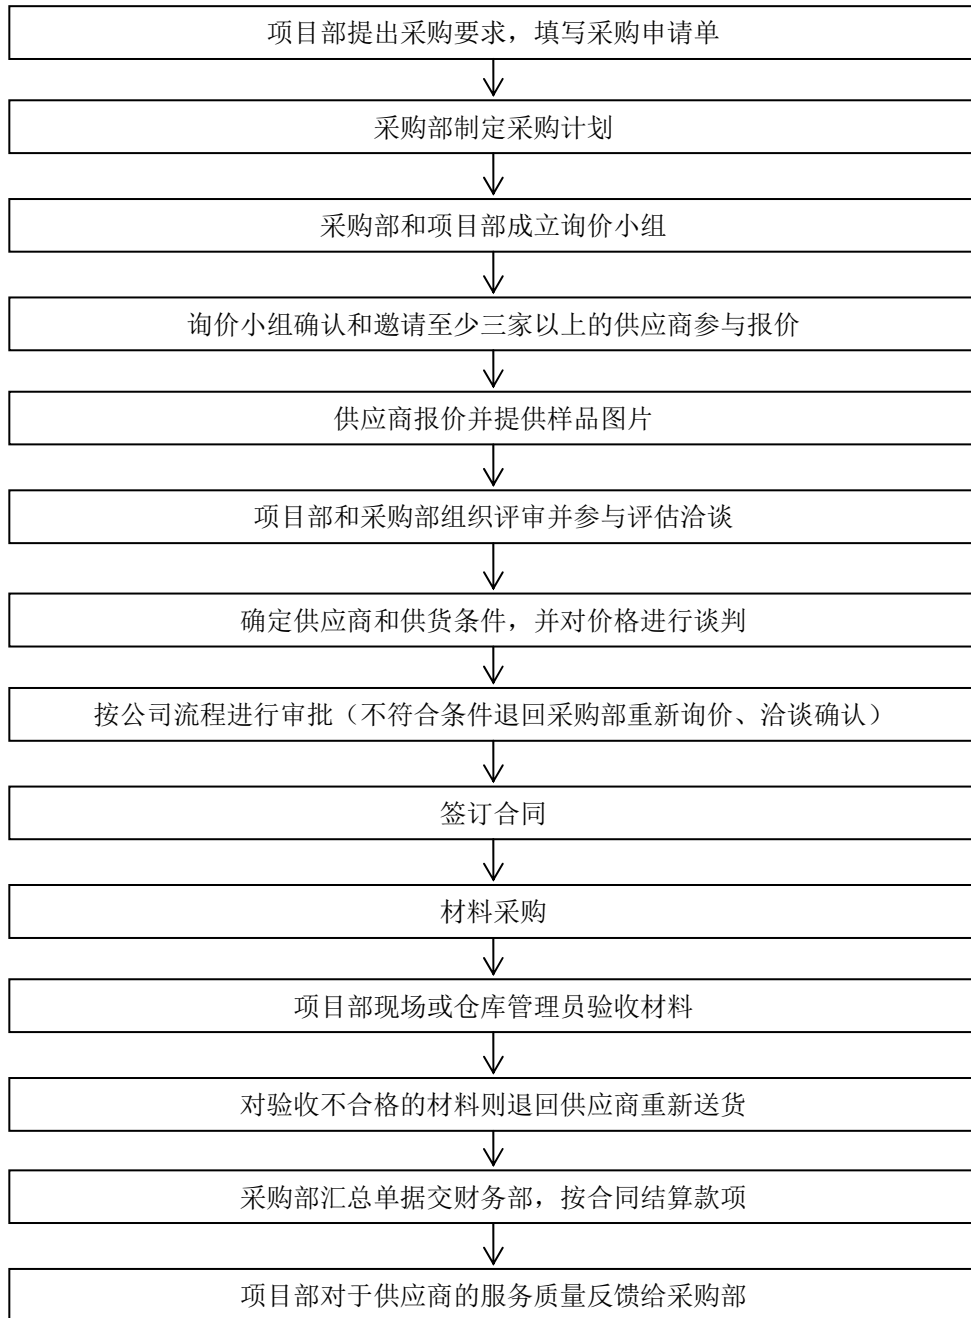 项目部提出采购要求，填写采购申请单
采购部制定采购计划
采购部和项目部成立询价小组
询价小组确认和邀请至少三家以上的供应商参与报价
供应商报价并提供样品图片
项目部和采购部组织评审并参与评估洽谈
确定供应商和供货条件，并对价格进行谈判
按公司流程进行审批（不符合条件退回采购部重新询价、洽谈确认）
签订合同
材料采购
项目部现场或仓库管理员验收材料
对验收不合格的材料则退回供应商重新送货
采购部汇总单据交财务部，按合同结算款项
项目部对于供应商的服务质量反馈给采购部